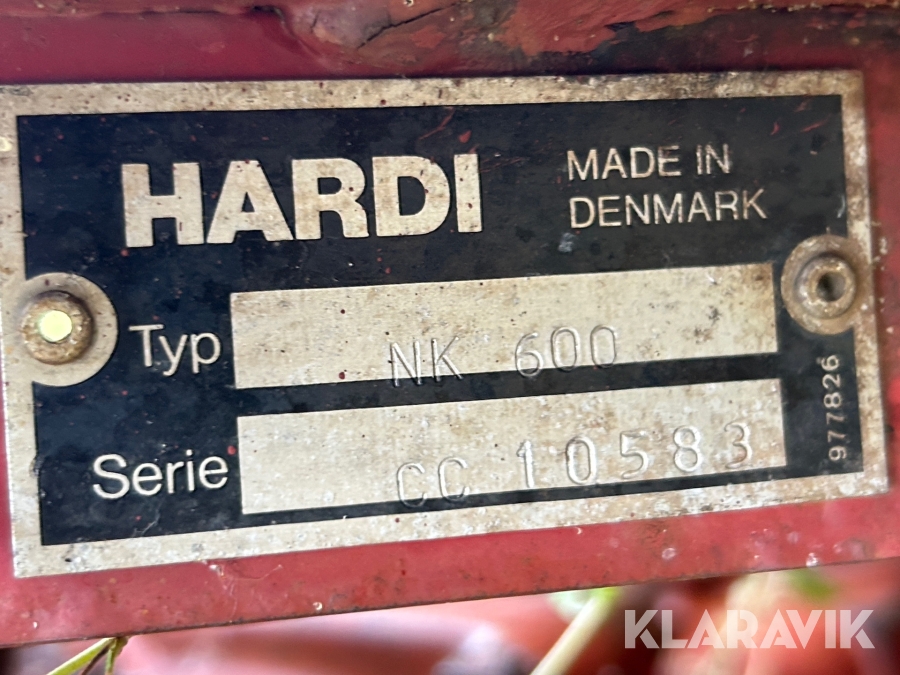 HARDI
MADE IN
DENMARK
Typ NK 600
Serie CC 10583
977826
KLARAVIK